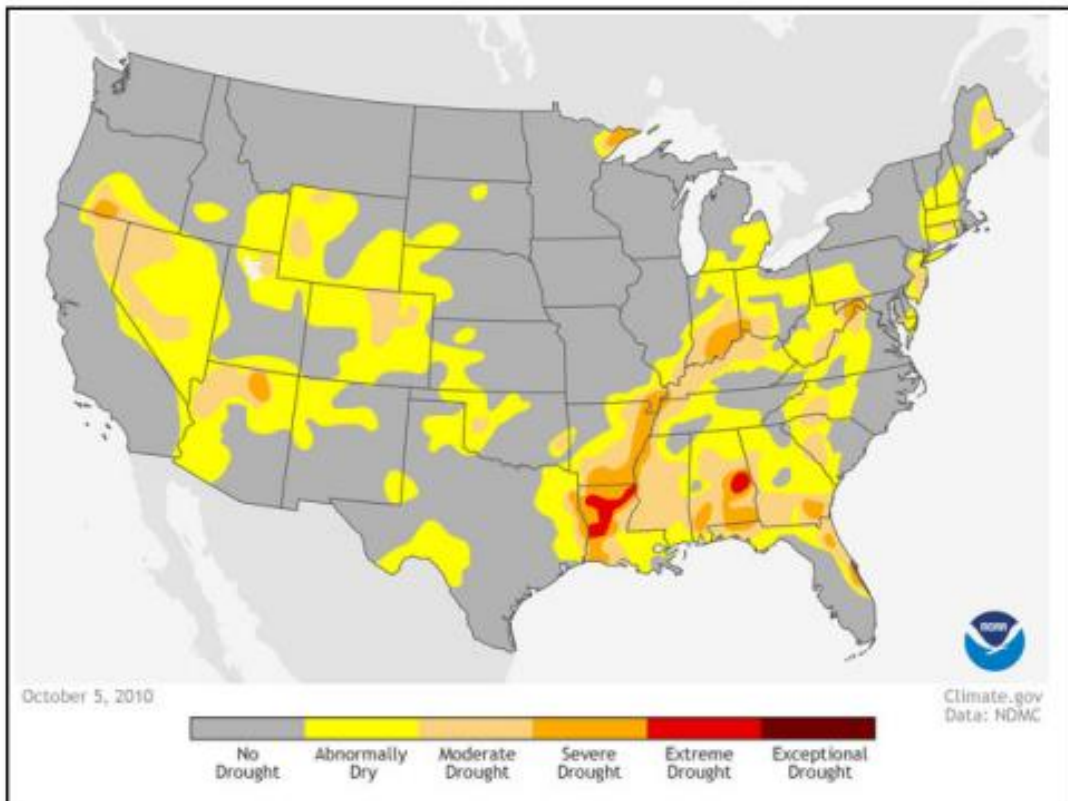 NOAA
October 5, 2010
Climate.gov
Data: NDMC
No
Drought
Abnormally
Dry
Moderate
Drought
Severe
Drought
Extreme
Drought
Exceptional
Drought